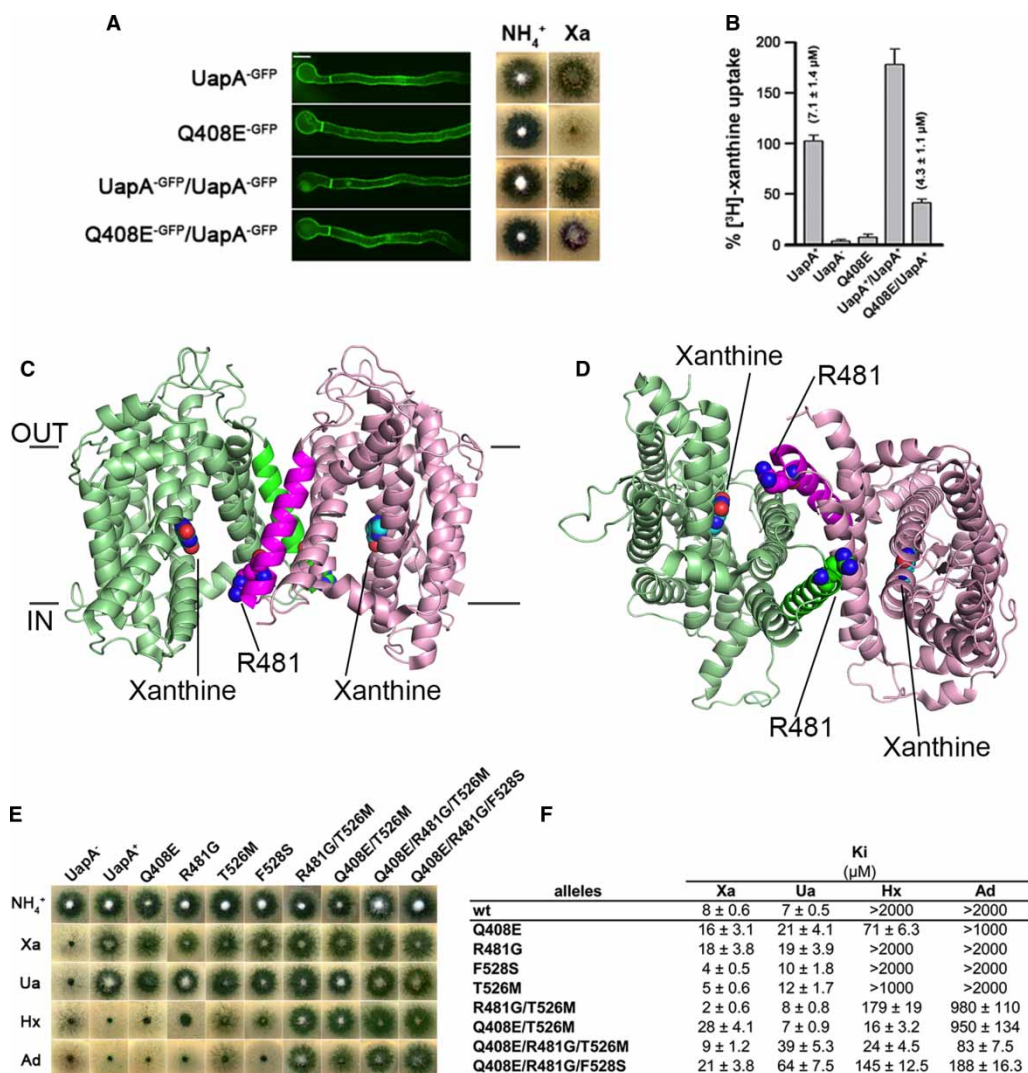 A
NH₄⁺ Xa
UapA-GFP
Q408E-GFP
UapA-GFP/UapA-GFP
Q408E-GFP/UapA-GFP
B
% [³H]-xanthine uptake
200
150
100
50
0
(7.1 ± 1.4 µM)
(4.3 ± 1.1 µM)
UapA⁺
UapA⁻
Q408E
UapA⁺/UapA⁺
Q408E/UapA⁺
C
OUT
IN
R481
Xanthine
Xanthine
D
Xanthine
R481
R481
Xanthine
E
UapA⁻
UapA⁺
Q408E
R481G
T526M
F528S
R481G/T526M
Q408E/T526M
Q408E/R481G/T526M
Q408E/R481G/F528S
NH₄⁺
Xa
Ua
Hx
Ad
F
Ki
(µM)
alleles Xa Ua Hx Ad
wt 8 ± 0.6 7 ± 0.5 >2000 >2000
Q408E 16 ± 3.1 21 ± 4.1 71 ± 6.3 >1000
R481G 18 ± 3.8 19 ± 3.9 >2000 >2000
F528S 4 ± 0.5 10 ± 1.8 >2000 >2000
T526M 5 ± 0.6 12 ± 1.7 >1000 >2000
R481G/T526M 2 ± 0.6 8 ± 0.8 179 ± 19 980 ± 110
Q408E/T526M 28 ± 4.1 7 ± 0.9 16 ± 3.2 950 ± 134
Q408E/R481G/T526M 9 ± 1.2 39 ± 5.3 24 ± 4.5 83 ± 7.5
Q408E/R481G/F528S 21 ± 3.8 64 ± 7.5 145 ± 12.5 188 ± 16.3